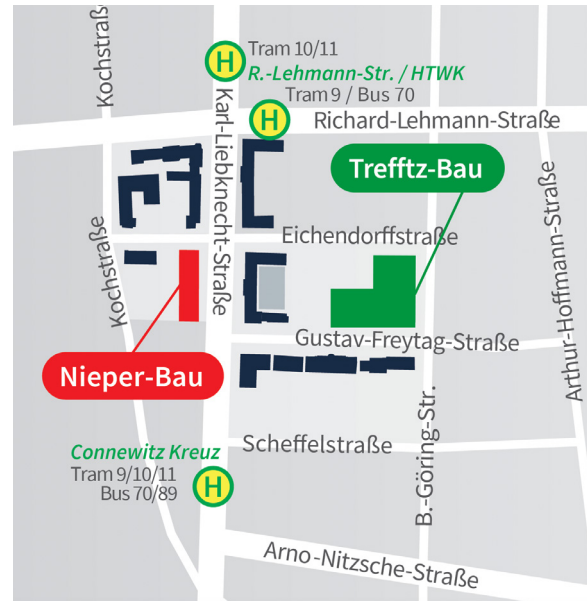 Kochstraße
H
Tram 10/11
R.-Lehmann-Str. / HTWK
Tram 9 / Bus 70
H
Richard-Lehmann-Straße
Karl-Liebknecht-Straße
Trefftz-Bau
Eichendorffstraße
Kochstraße
Arthur-Hoffmann-Straße
Gustav-Freytag-Straße
Nieper-Bau
B.-Göring-Str.
Connewitz Kreuz
Scheffelstraße
Tram 9/10/11
Bus 70/89
H
Arno-Nitzsche-Straße